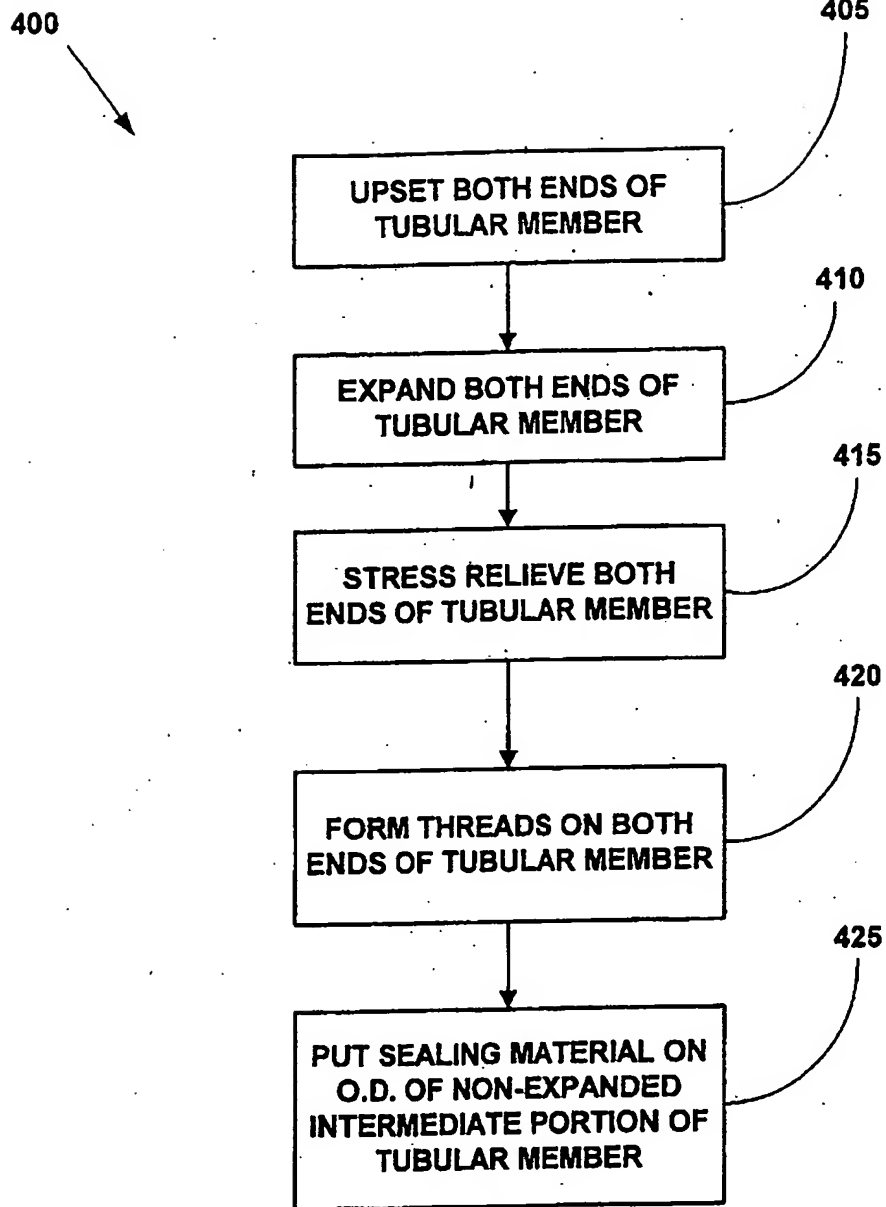 400
405
UPSET BOTH ENDS OF
TUBULAR MEMBER
410
EXPAND BOTH ENDS OF
TUBULAR MEMBER
415
STRESS RELIEVE BOTH
ENDS OF TUBULAR MEMBER
420
FORM THREADS ON BOTH
ENDS OF TUBULAR MEMBER
425
PUT SEALING MATERIAL ON
O.D. OF NON-EXPANDED
INTERMEDIATE PORTION OF
TUBULAR MEMBER